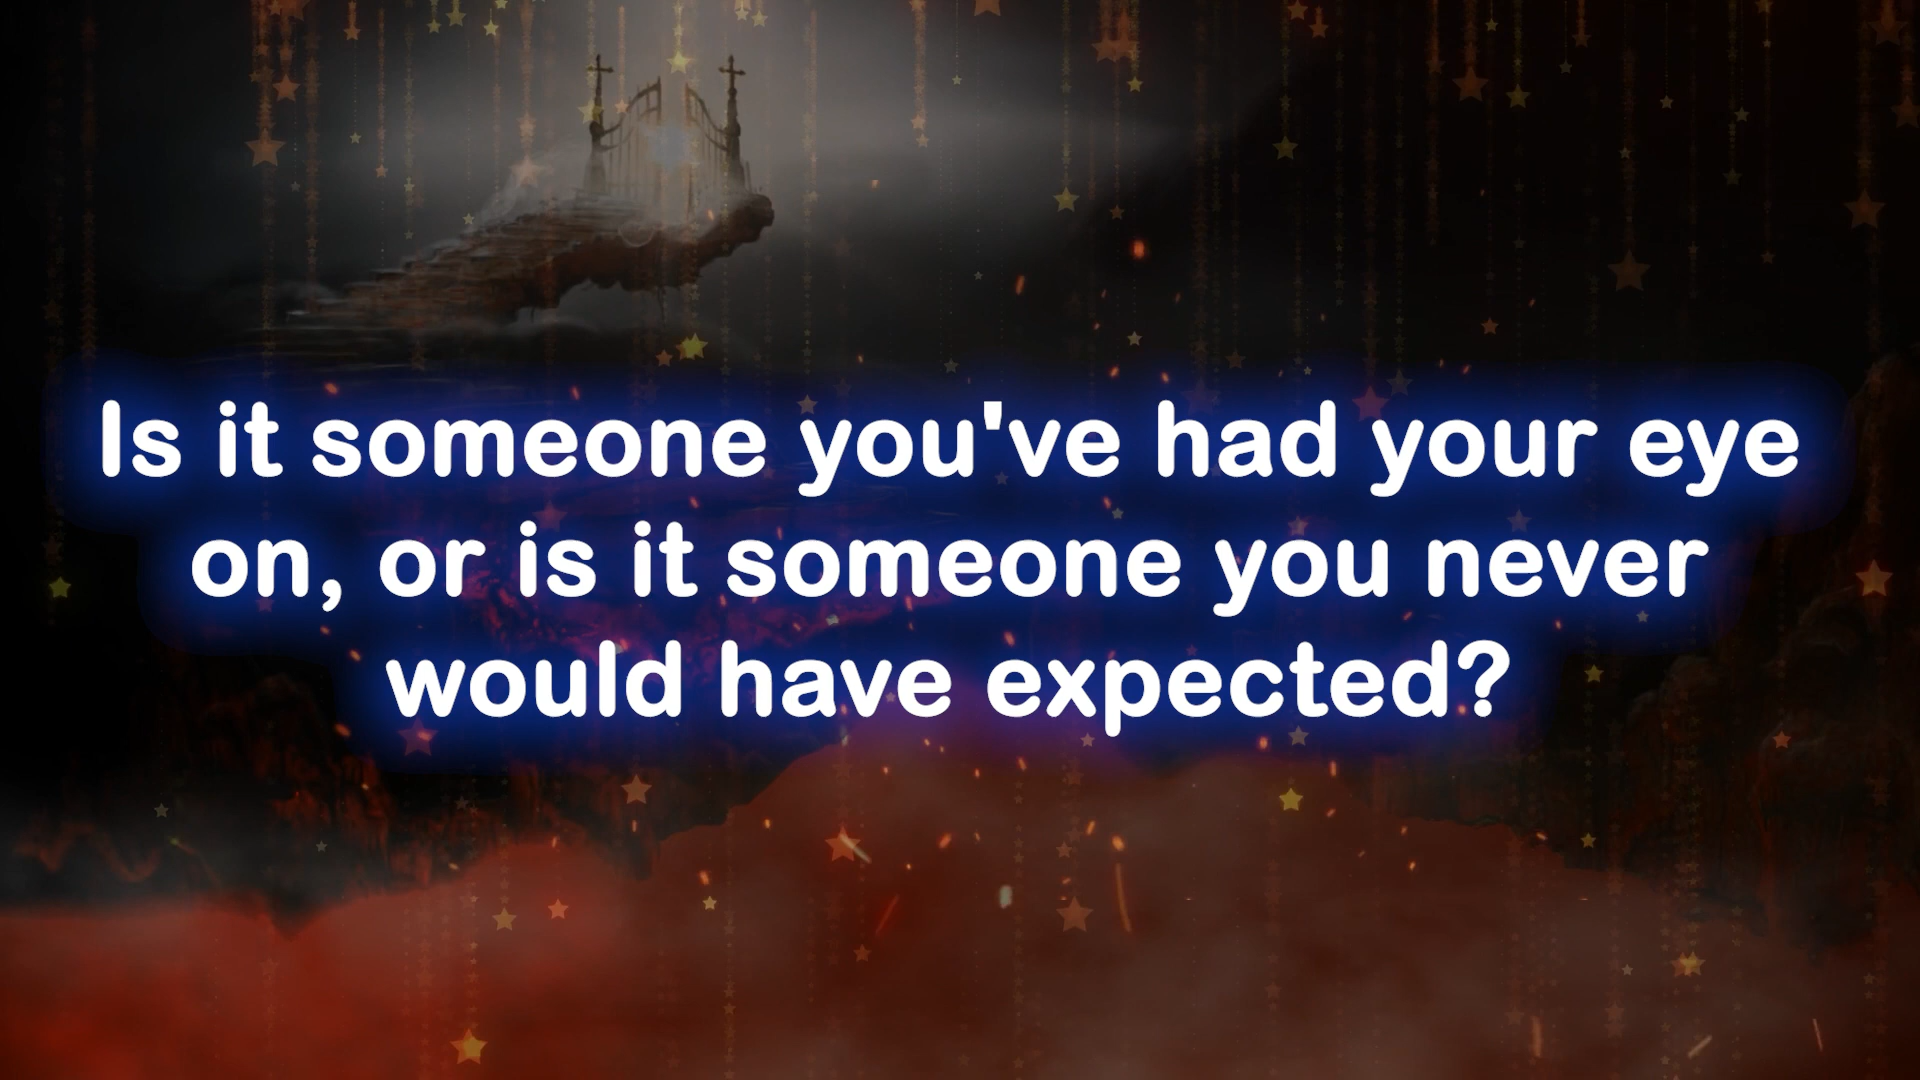 Is it someone you've had your eye
on, or is it someone you never
would have expected?